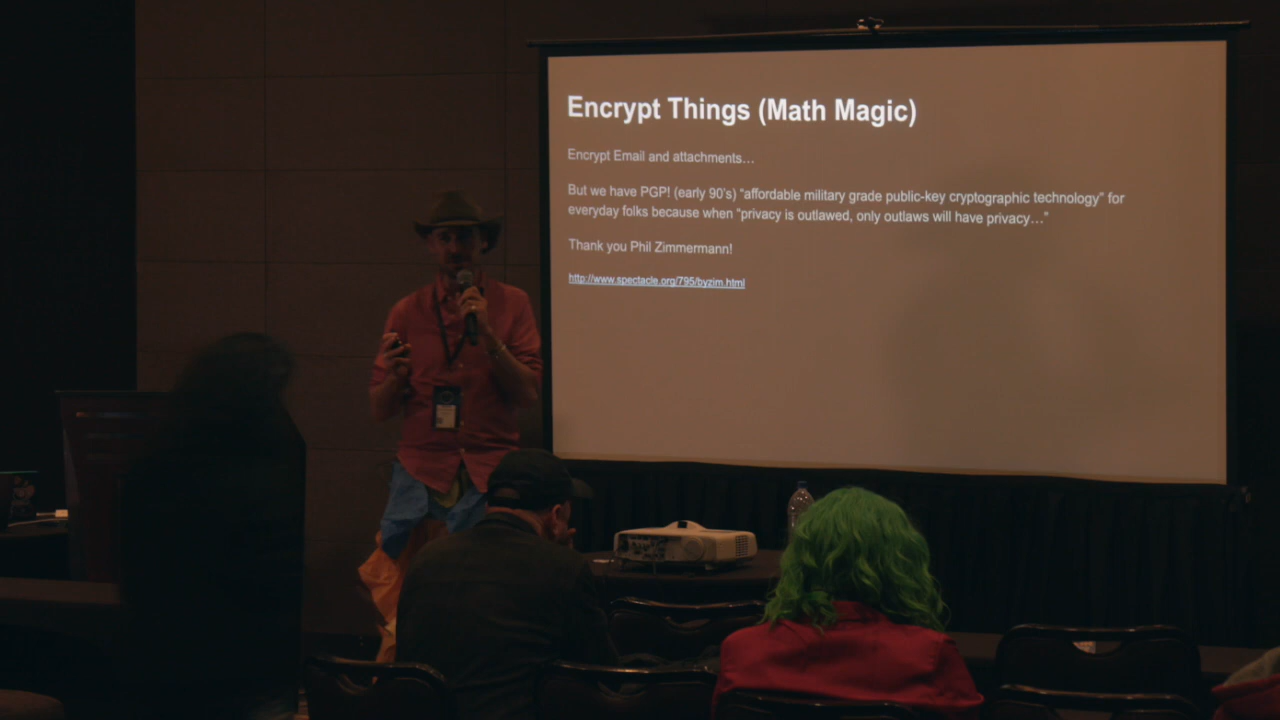 Encrypt Things (Math Magic)
Encrypt Email and attachments…
But we have PGP! (early 90's) "affordable military grade public-key cryptographic technology" for
everyday folks because when "privacy is outlawed, only outlaws will have privacy…"
Thank you Phil Zimmermann!
http://www.spectacle.org/795/byzim.html